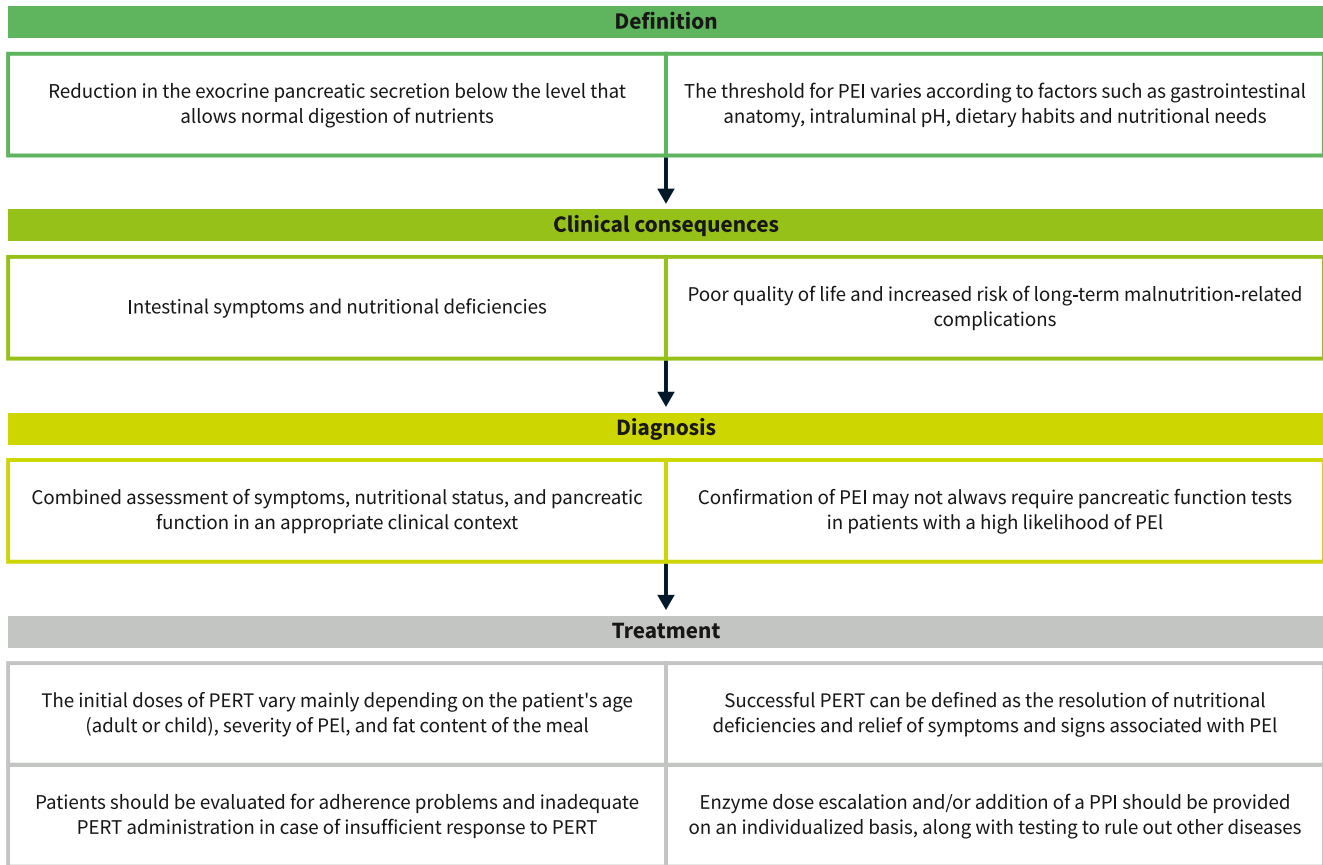 Definition
Reduction in the exocrine pancreatic secretion below the level that
allows normal digestion of nutrients
The threshold for PEI varies according to factors such as gastrointestinal
anatomy, intraluminal pH, dietary habits and nutritional needs
Clinical consequences
Intestinal symptoms and nutritional deficiencies
Poor quality of life and increased risk of long-term malnutrition-related
complications
Diagnosis
Combined assessment of symptoms, nutritional status, and pancreatic
function in an appropriate clinical context
Confirmation of PEI may not alwavs require pancreatic function tests
in patients with a high likelihood of PEl
Treatment
The initial doses of PERT vary mainly depending on the patient's age
(adult or child), severity of PEl, and fat content of the meal
Successful PERT can be defined as the resolution of nutritional
deficiencies and relief of symptoms and signs associated with PEl
Patients should be evaluated for adherence problems and inadequate
PERT administration in case of insufficient response to PERT
Enzyme dose escalation and/or addition of a PPI should be provided
on an individualized basis, along with testing to rule out other diseases